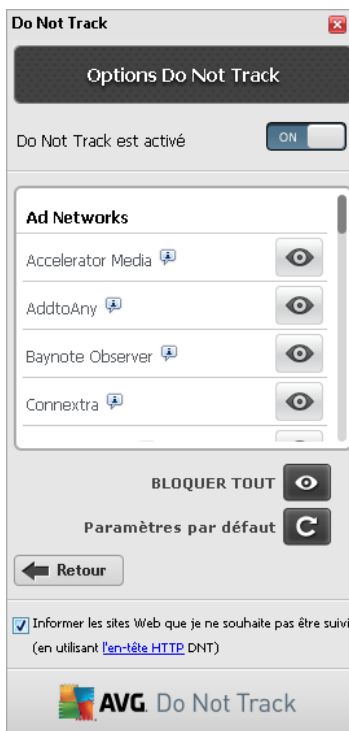 Do Not Track
Options Do Not Track
Do Not Track est activé
ON
Ad Networks
Accelerator Media
AddtoAny
Baynote Observer
Connextra
BLOQUER TOUT
Paramètres par défaut
Retour
Informer les sites Web que je ne souhaite pas être suivi
(en utilisant l'en-tête HTTP DNT)
AVG. Do Not Track